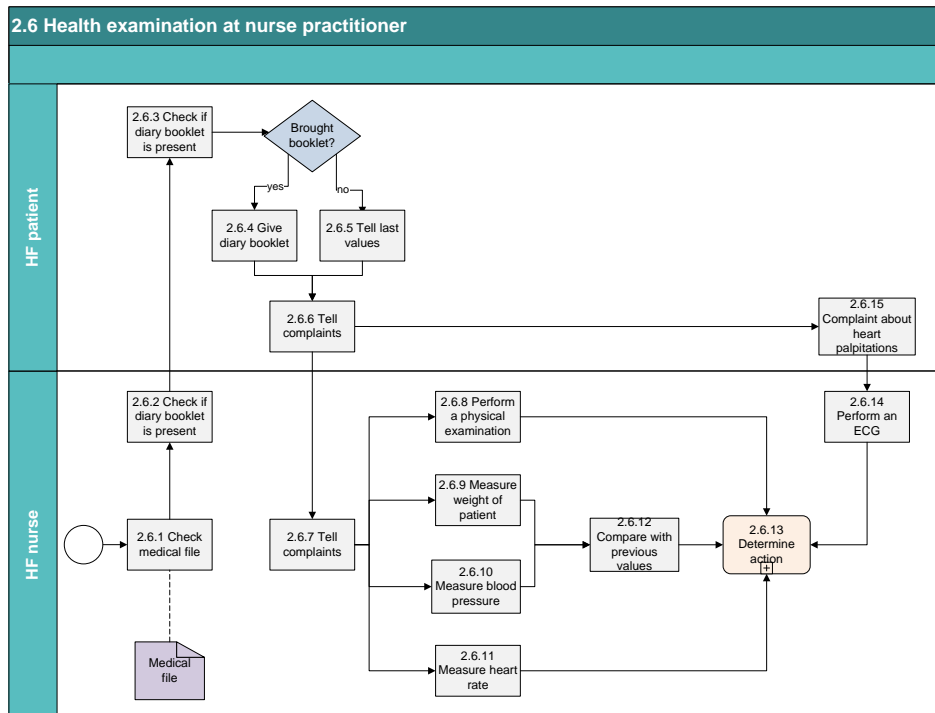 2.6 Health examination at nurse practitioner
HF patient
2.6.3 Check if
diary booklet
is present
Brought
booklet?
yes
no
2.6.4 Give
diary booklet
2.6.5 Tell last
values
2.6.6 Tell
complaints
2.6.15
Complaint about
heart
palpitations
HF nurse
2.6.2 Check if
diary booklet
is present
2.6.8 Perform
a physical
examination
2.6.14
Perform an
ECG
2.6.9 Measure
weight of
patient
2.6.1 Check
medical file
2.6.7 Tell
complaints
2.6.12
Compare with
previous
values
2.6.13
Determine
action
+
2.6.10
Measure blood
pressure
Medical
file
2.6.11
Measure heart
rate